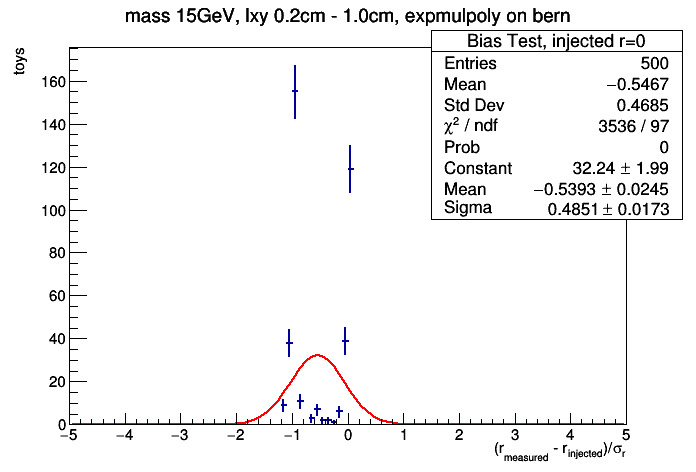 mass 15GeV, lxy 0.2cm - 1.0cm, expmulpoly on bern
Bias Test, injected r=0
Entries 500
Mean −0.5467
Std Dev 0.4685
χ² / ndf 3536 / 97
Prob 0
Constant 32.24 ± 1.99
Mean −0.5393 ± 0.0245
Sigma 0.4851 ± 0.0173
toys
160
140
120
100
80
60
40
20
0
−5 −4 −3 −2 −1 0 1 2 3 4 5
(r_measured - r_injected)/σ_r